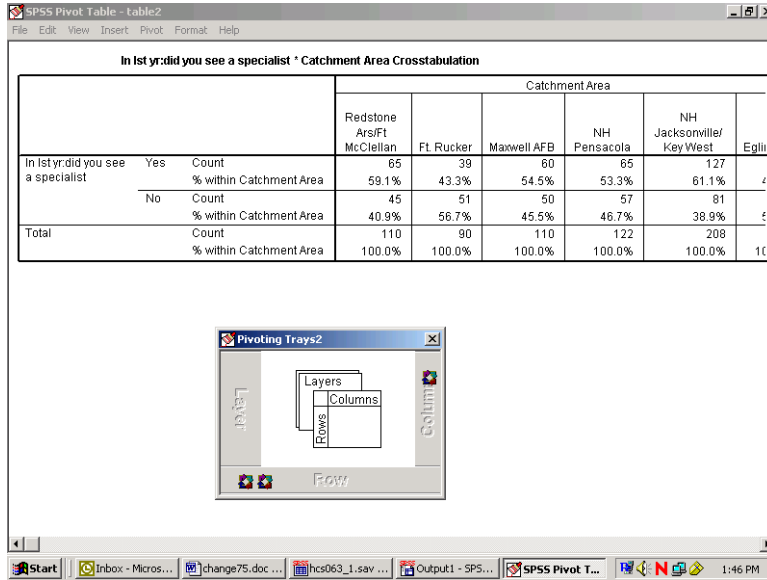 SPSS Pivot Table - table2
File Edit View Insert Pivot Format Help
In Ist yr:did you see a specialist * Catchment Area Crosstabulation
Catchment Area
Redstone Ars/Ft McClellan Ft. Rucker Maxwell AFB NH Pensacola NH Jacksonville/ Key West Eglin
In Ist yr:did you see a specialist Yes Count 65 39 60 65 127
% within Catchment Area 59.1% 43.3% 54.5% 53.3% 61.1%
No Count 45 51 50 57 81
% within Catchment Area 40.9% 56.7% 45.5% 46.7% 38.9%
Total Count 110 90 110 122 208
% within Catchment Area 100.0% 100.0% 100.0% 100.0% 100.0% 10
Pivoting Trays2
Layer
Layers
Columns
Rows
Column
Row
Start Inbox - Micros... change75.doc ... hcs063_1.sav ... Output1 - SPS... SPSS Pivot T... 1:46 PM